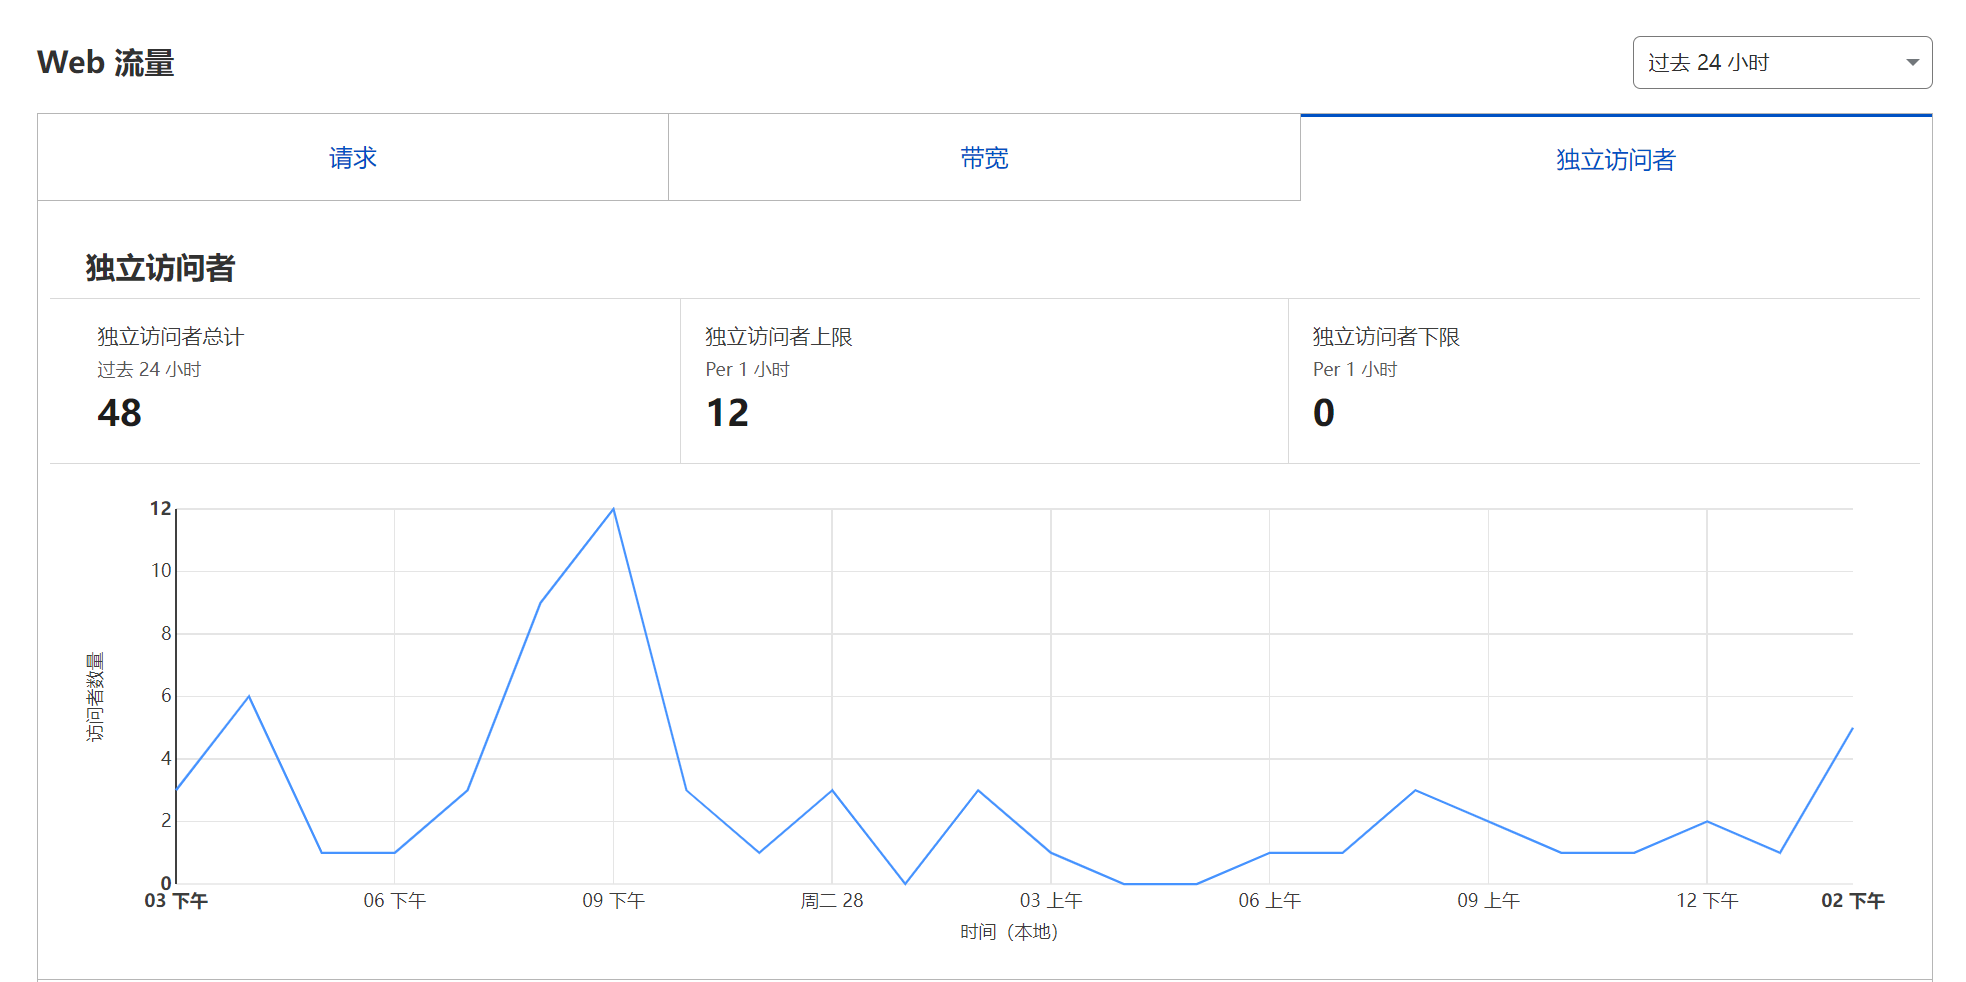 Web 流量
过去 24 小时
请求
带宽
独立访问者
独立访问者
独立访问者总计
过去 24 小时
48
独立访问者上限
Per 1 小时
12
独立访问者下限
Per 1 小时
0
访问者数量
12
10
8
6
4
2
0
03 下午
06 下午
09 下午
周二 28
03 上午
06 上午
09 上午
12 下午
02 下午
时间（本地）